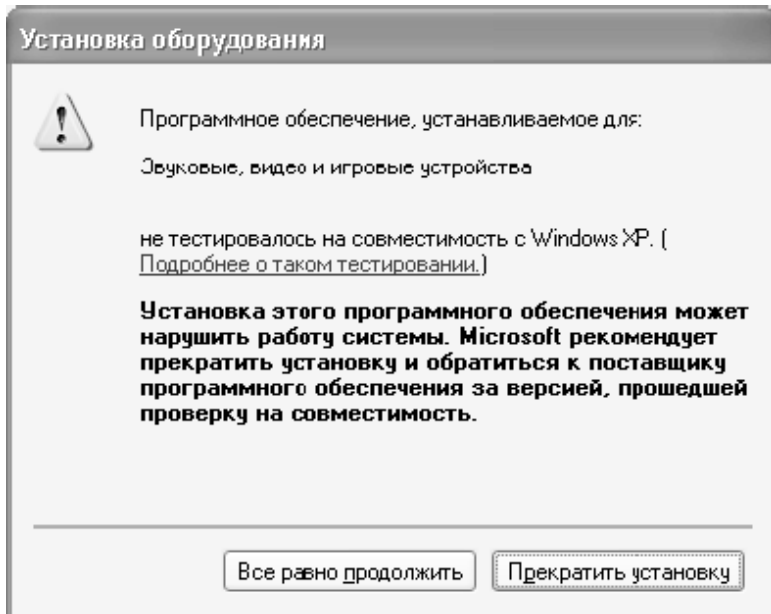 Установка оборудования
Программное обеспечение, устанавливаемое для:
Звуковые, видео и игровые устройства
не тестировалось на совместимость с Windows XP. (
Подробнее о таком тестировании.)
Установка этого программного обеспечения может
нарушить работу системы. Microsoft рекомендует
прекратить установку и обратиться к поставщику
программного обеспечения за версией, прошедшей
проверку на совместимость.
Все равно продолжить
Прекратить установку